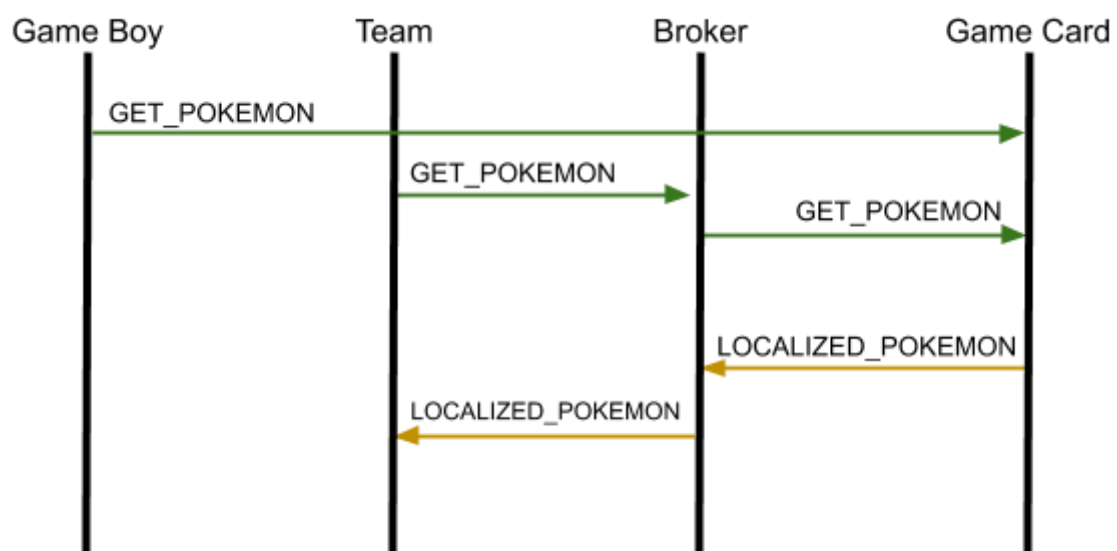 Game Boy
Team
Broker
Game Card
GET_POKEMON
GET_POKEMON
GET_POKEMON
LOCALIZED_POKEMON
LOCALIZED_POKEMON